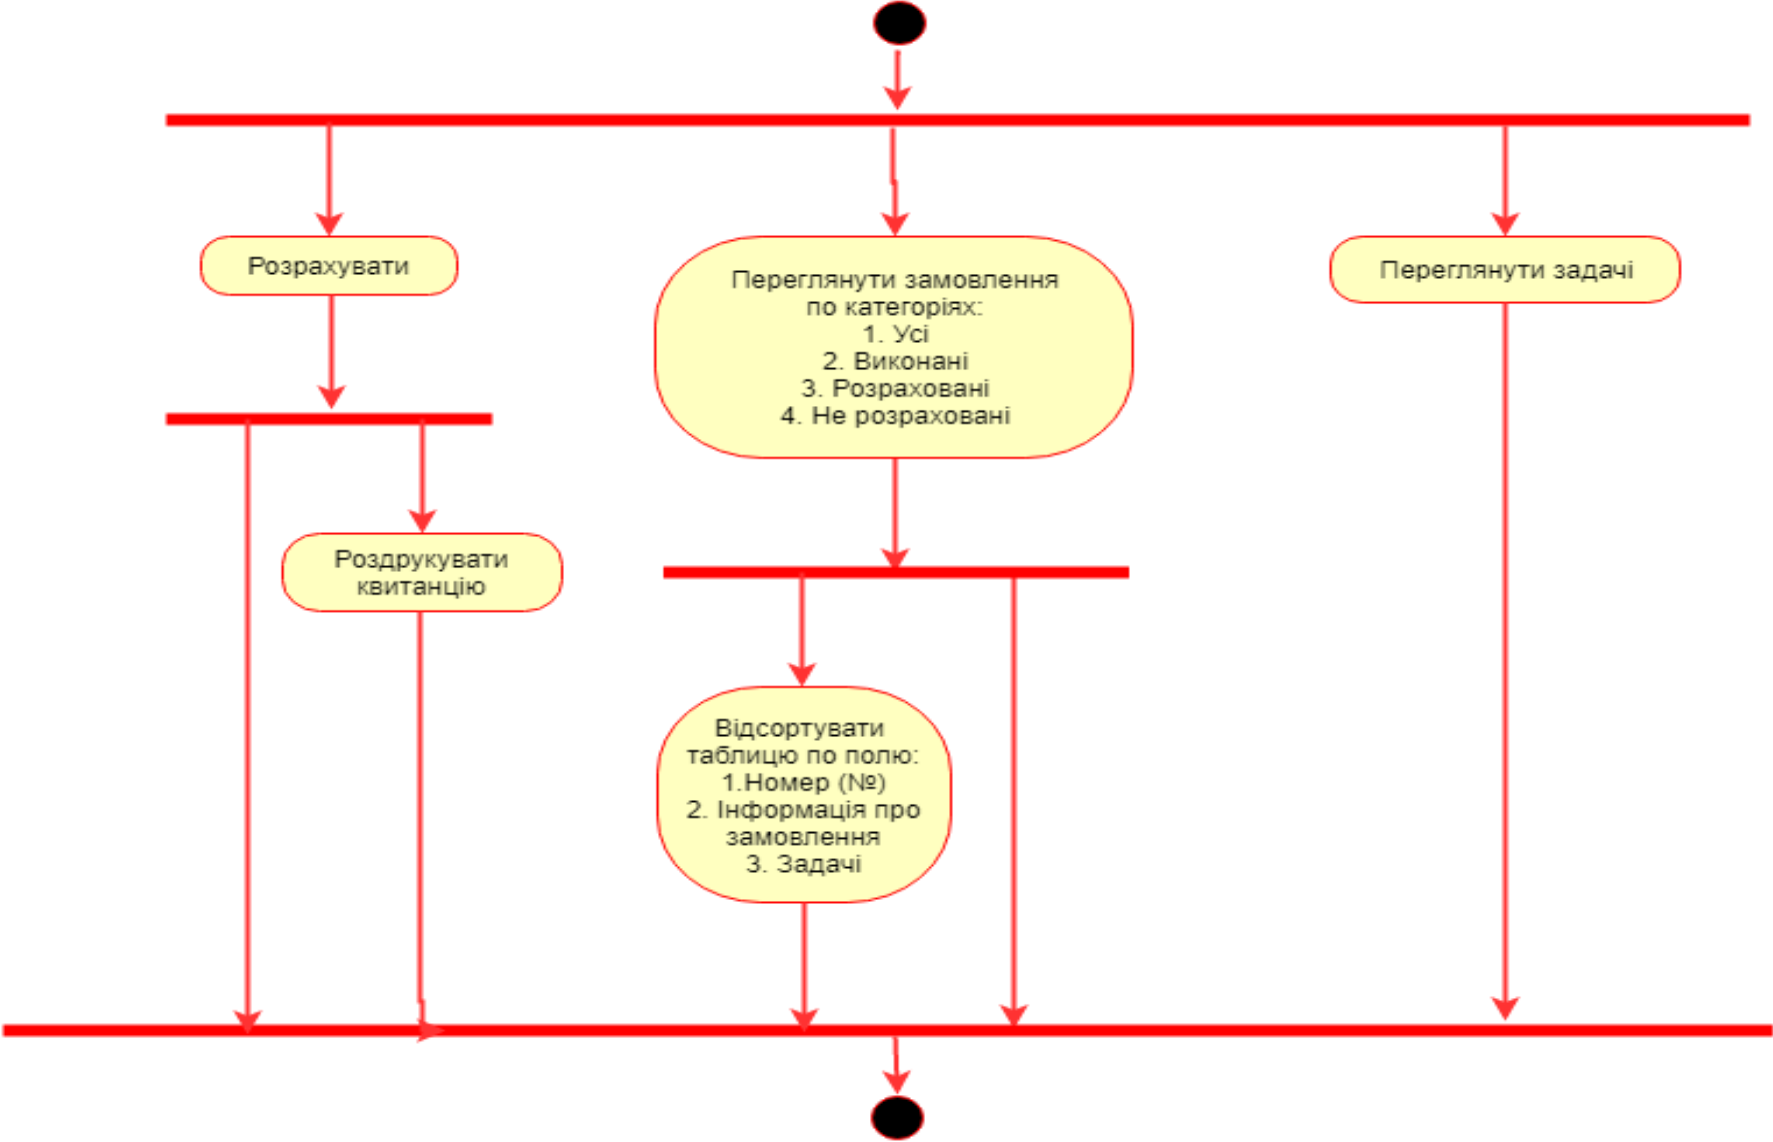 Розрахувати
Переглянути замовлення
по категоріях:
1. Усі
2. Виконані
3. Розраховані
4. Не розраховані
Переглянути задачі
Роздрукувати
квитанцію
Відсортувати
таблицю по полю:
1.Номер (№)
2. Інформація про
замовлення
3. Задачі